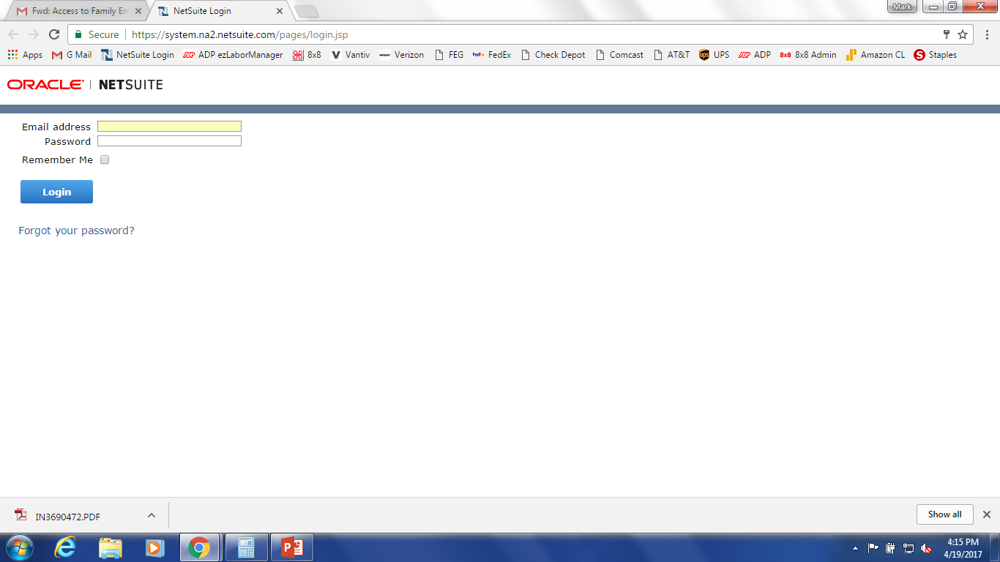 Fwd: Access to Family En
NetSuite Login
Mark
Secure
https://system.na2.netsuite.com/pages/login.jsp
Apps
G Mail
NetSuite Login
ADP ezLaborManager
8x8
Vantiv
Verizon
FEG
FedEx
Check Depot
Comcast
AT&T
UPS
ADP
8x8 Admin
Amazon CL
Staples
ORACLE | NETSUITE
Email address
Password
Remember Me
Login
Forgot your password?
IN3690472.PDF
Show all
4:15 PM
4/19/2017